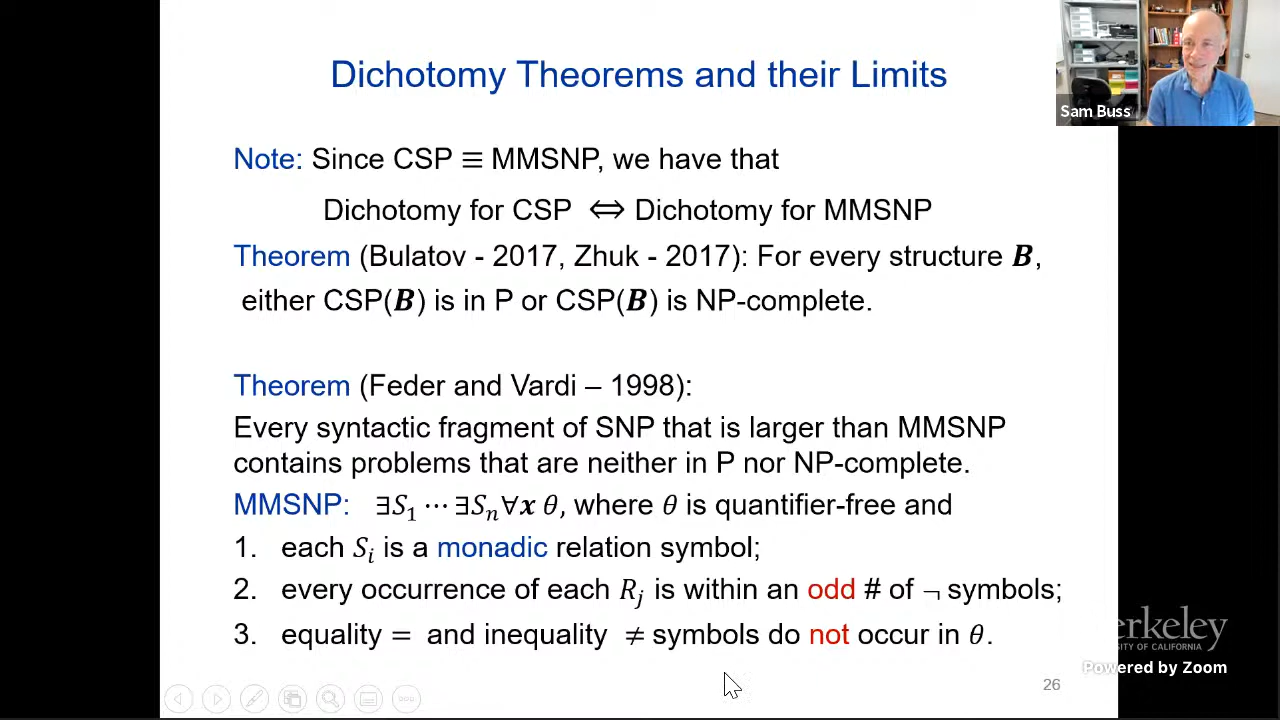 Dichotomy Theorems and their Limits
Sam Buss
Note: Since CSP ≡ MMSNP, we have that
Dichotomy for CSP ⇔ Dichotomy for MMSNP
Theorem (Bulatov - 2017, Zhuk - 2017): For every structure 𝑩,
either CSP(𝑩) is in P or CSP(𝑩) is NP-complete.
Theorem (Feder and Vardi – 1998):
Every syntactic fragment of SNP that is larger than MMSNP
contains problems that are neither in P nor NP-complete.
MMSNP: ∃𝑆₁ ⋯ ∃𝑆ₙ∀𝒙 𝜃, where 𝜃 is quantifier-free and
1. each 𝑆ᵢ is a monadic relation symbol;
2. every occurrence of each 𝑅ⱼ is within an odd # of ¬ symbols;
3. equality = and inequality ≠ symbols do not occur in 𝜃.
erkeley
SITY OF CALIFORNIA
Powered by Zoom
26